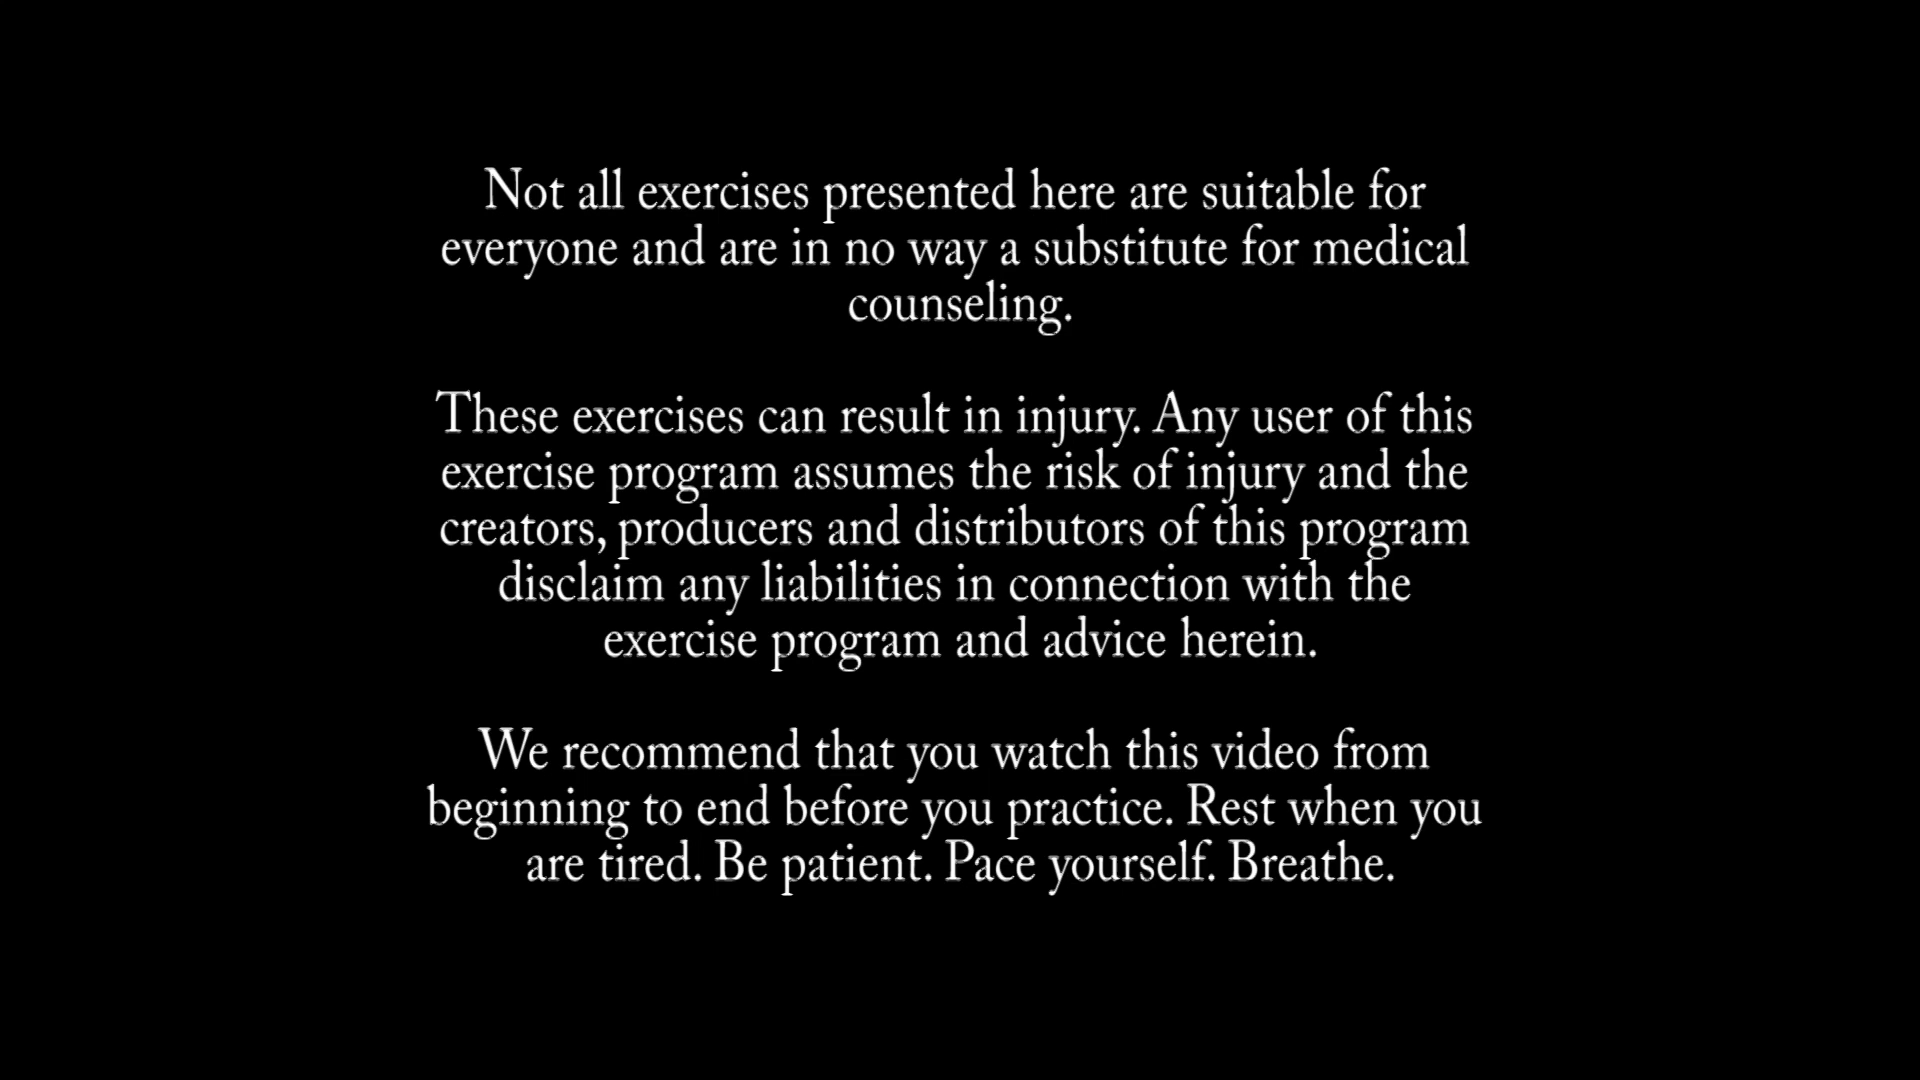 Not all exercises presented here are suitable for
everyone and are in no way a substitute for medical
counseling.
These exercises can result in injury. Any user of this
exercise program assumes the risk of injury and the
creators, producers and distributors of this program
disclaim any liabilities in connection with the
exercise program and advice herein.
We recommend that you watch this video from
beginning to end before you practice. Rest when you
are tired. Be patient. Pace yourself. Breathe.